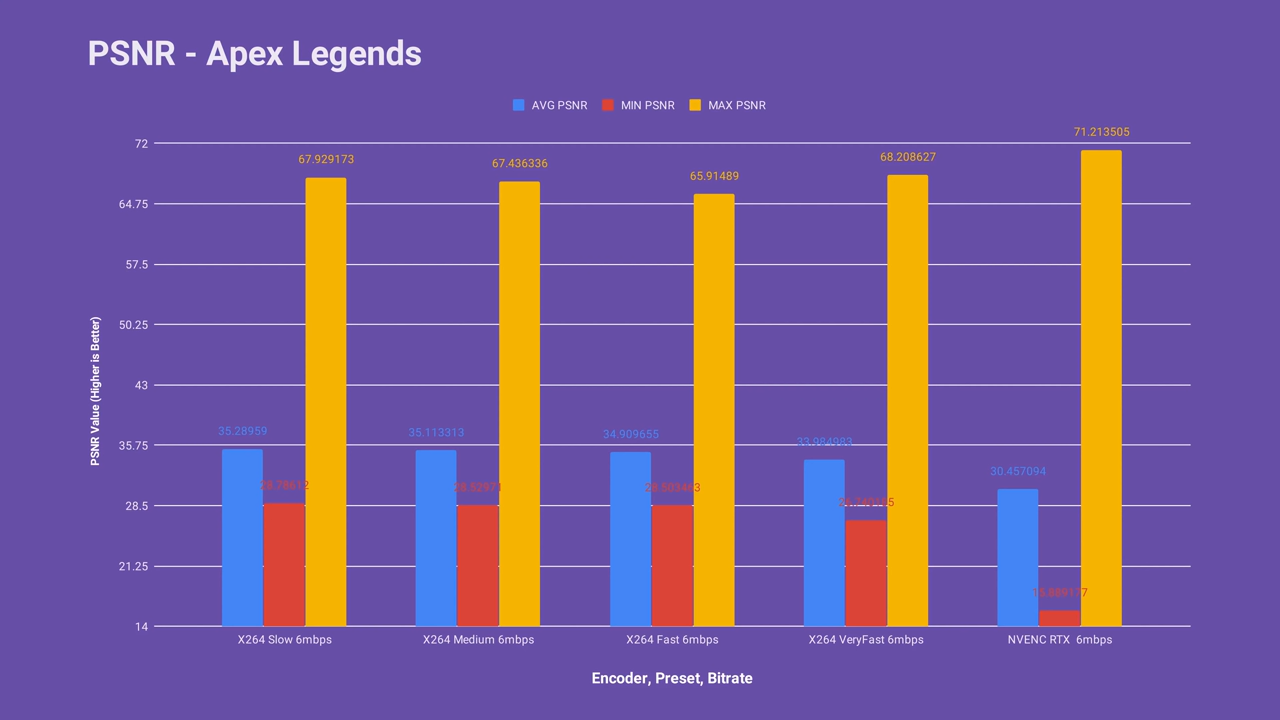 PSNR - Apex Legends
AVG PSNR MIN PSNR MAX PSNR
72
64.75
57.5
50.25
43
35.75
28.5
21.25
14
PSNR Value (Higher is Better)
35.28959
67.929173
35.113313
67.436336
34.909655
65.91489
33.984983
68.208627
30.457094
71.213505
X264 Slow 6mbps
X264 Medium 6mbps
X264 Fast 6mbps
X264 VeryFast 6mbps
NVENC RTX 6mbps
Encoder, Preset, Bitrate